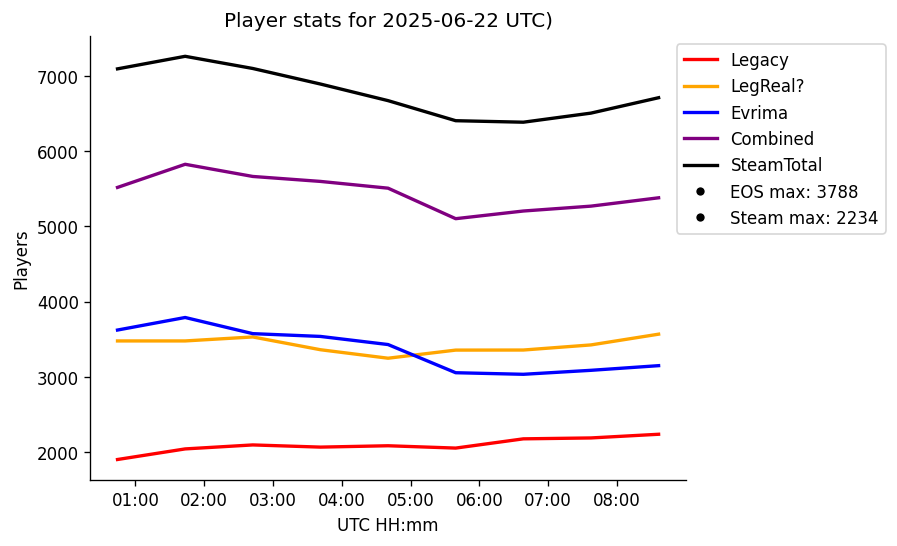 Player stats for 2025-06-22 UTC)
Legacy
LegReal?
Evrima
Combined
SteamTotal
EOS max: 3788
Steam max: 2234
Players
7000
6000
5000
4000
3000
2000
01:00 02:00 03:00 04:00 05:00 06:00 07:00 08:00
UTC HH:mm